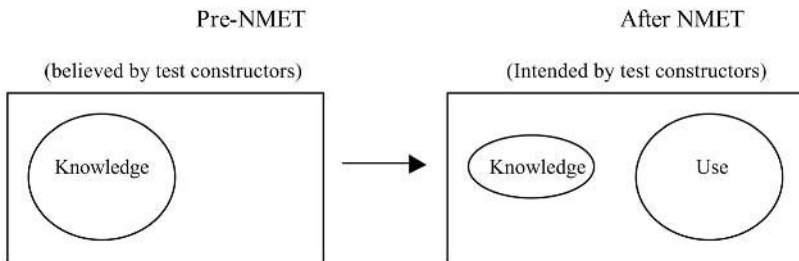 Pre-NMET
After NMET
(believed by test constructors)
(Intended by test constructors)
Knowledge
Knowledge
Use